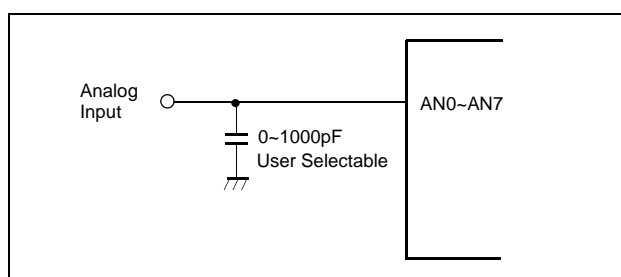 Analog
Input
AN0~AN7
0~1000pF
User Selectable